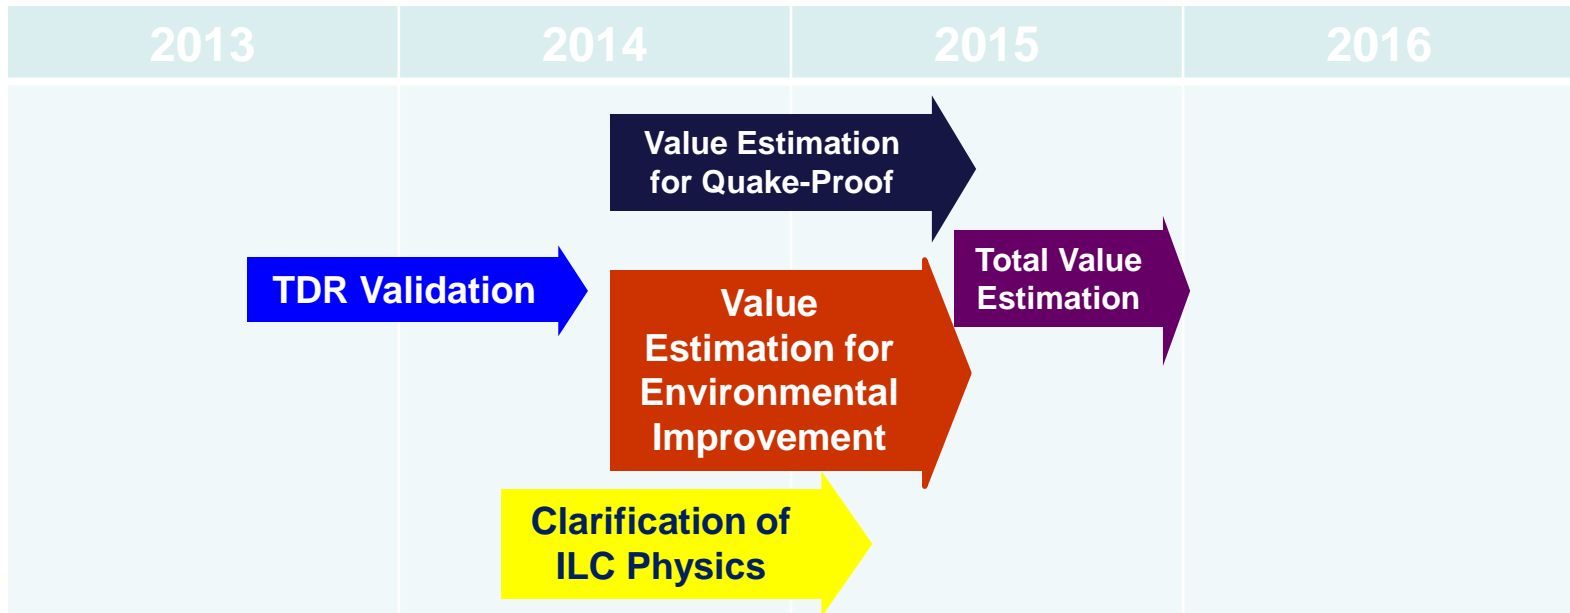 2013
2014
2015
2016
Value Estimation
for Quake-Proof
Total Value
Estimation
TDR Validation
Value
Estimation for
Environmental
Improvement
Clarification of
ILC Physics